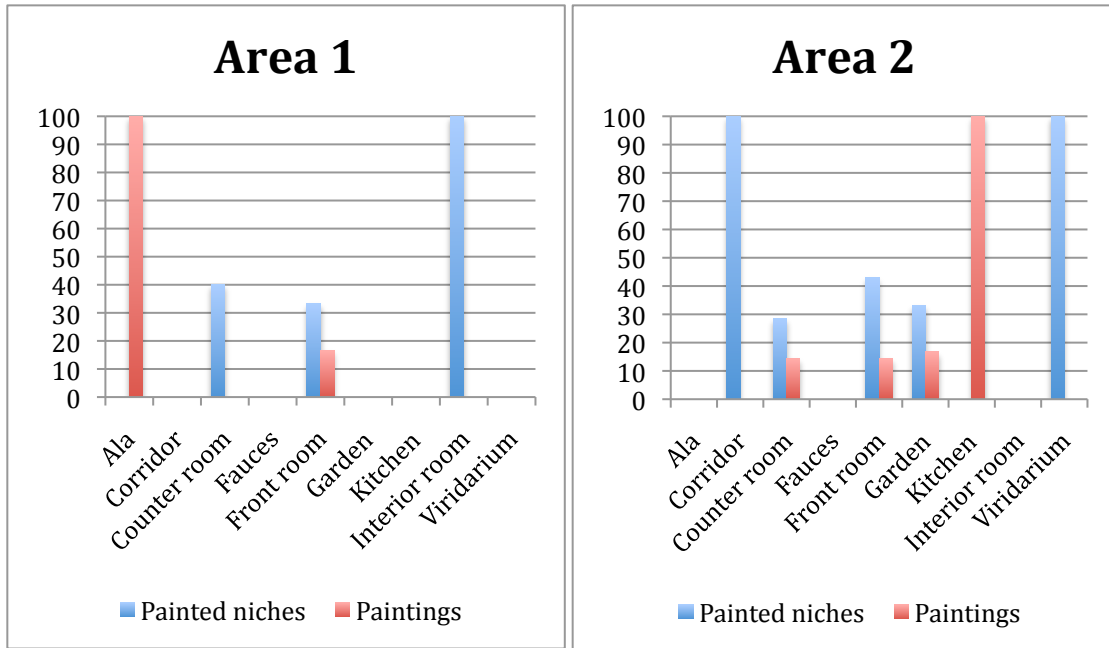 Area 1
100
90
80
70
60
50
40
30
20
10
0
Ala
Corridor
Counter room
Fauces
Front room
Garden
Kitchen
Interior room
Viridarium
Painted niches
Paintings
Area 2
100
90
80
70
60
50
40
30
20
10
0
Ala
Corridor
Counter room
Fauces
Front room
Garden
Kitchen
Interior room
Viridarium
Painted niches
Paintings